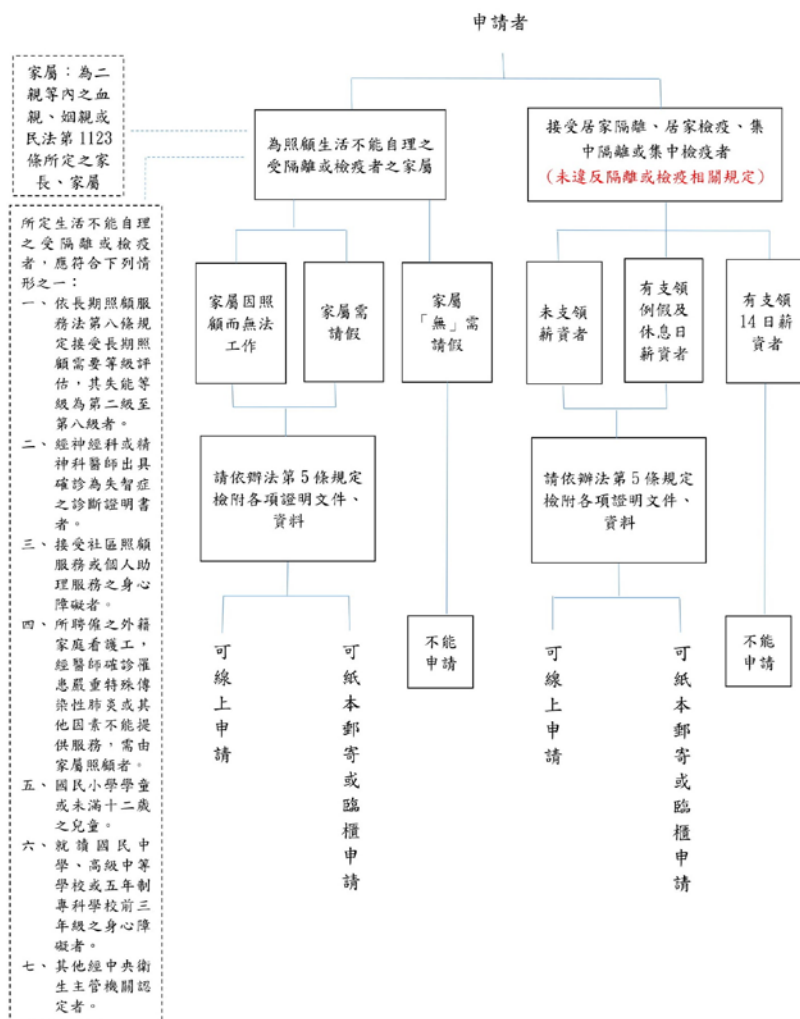 申請者
家屬：為二
親等內之血
親、姻親或
民法第 1123
條所定之家
長、家屬
為照顧生活不能自理之
受隔離或檢疫者之家屬
接受居家隔離、居家檢疫、集
中隔離或集中檢疫者
（未違反隔離或檢疫相關規定）
所定生活不能自理
之受隔離或檢疫
者，應符合下列情
形之一：
一、依長期照顧服
務法第八條規
定接受長期照
顧需要等級評
估，其失能等
級為第二級至
第八級者。
二、經神經科或精
神科醫師出具
確診為失智症
之診斷證明書
者。
三、接受社區照顧
服務或個人助
理服務之身心
障礙者。
四、所聘僱之外籍
家庭看護工，
經醫師確診罹
患嚴重特殊傳
染性肺炎或其
他因素不能提
供服務，需由
家屬照顧者。
五、國民小學學童
或未滿十二歲
之兒童。
六、就讀國民中
學、高級中等
學校或五年制
專科學校前三
年級之身心障
礙者。
七、其他經中央衛
生主管機關認
定者。
家屬因照
顧而無法
工作
家屬需
請假
家屬
「無」需
請假
未支領
薪資者
有支領
例假及
休息日
薪資者
有支領
14 日薪
資者
請依辦法第 5 條規定
檢附各項證明文件、
資料
請依辦法第 5 條規定
檢附各項證明文件、
資料
可線上申請
可紙本郵寄或臨櫃申請
不能
申請
可線上申請
可紙本郵寄或臨櫃申請
不能
申請